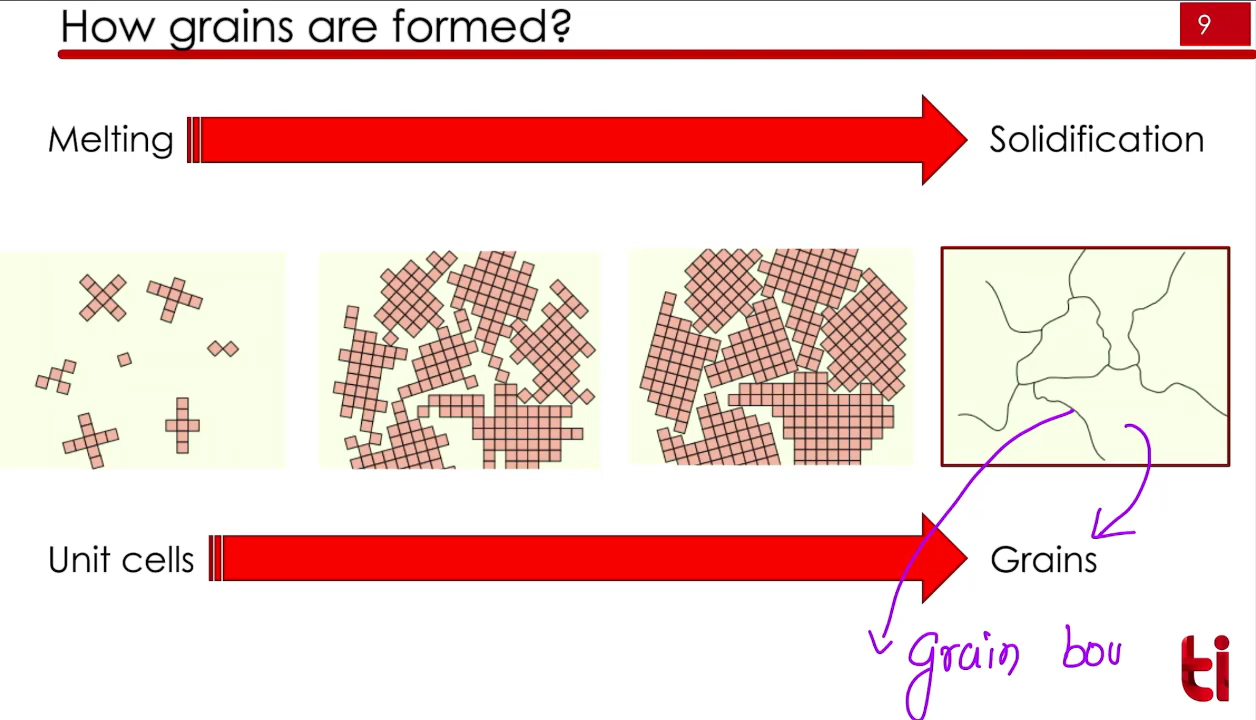 How grains are formed?
9
Melting
Solidification
Unit cells
Grains
grain bou
ti